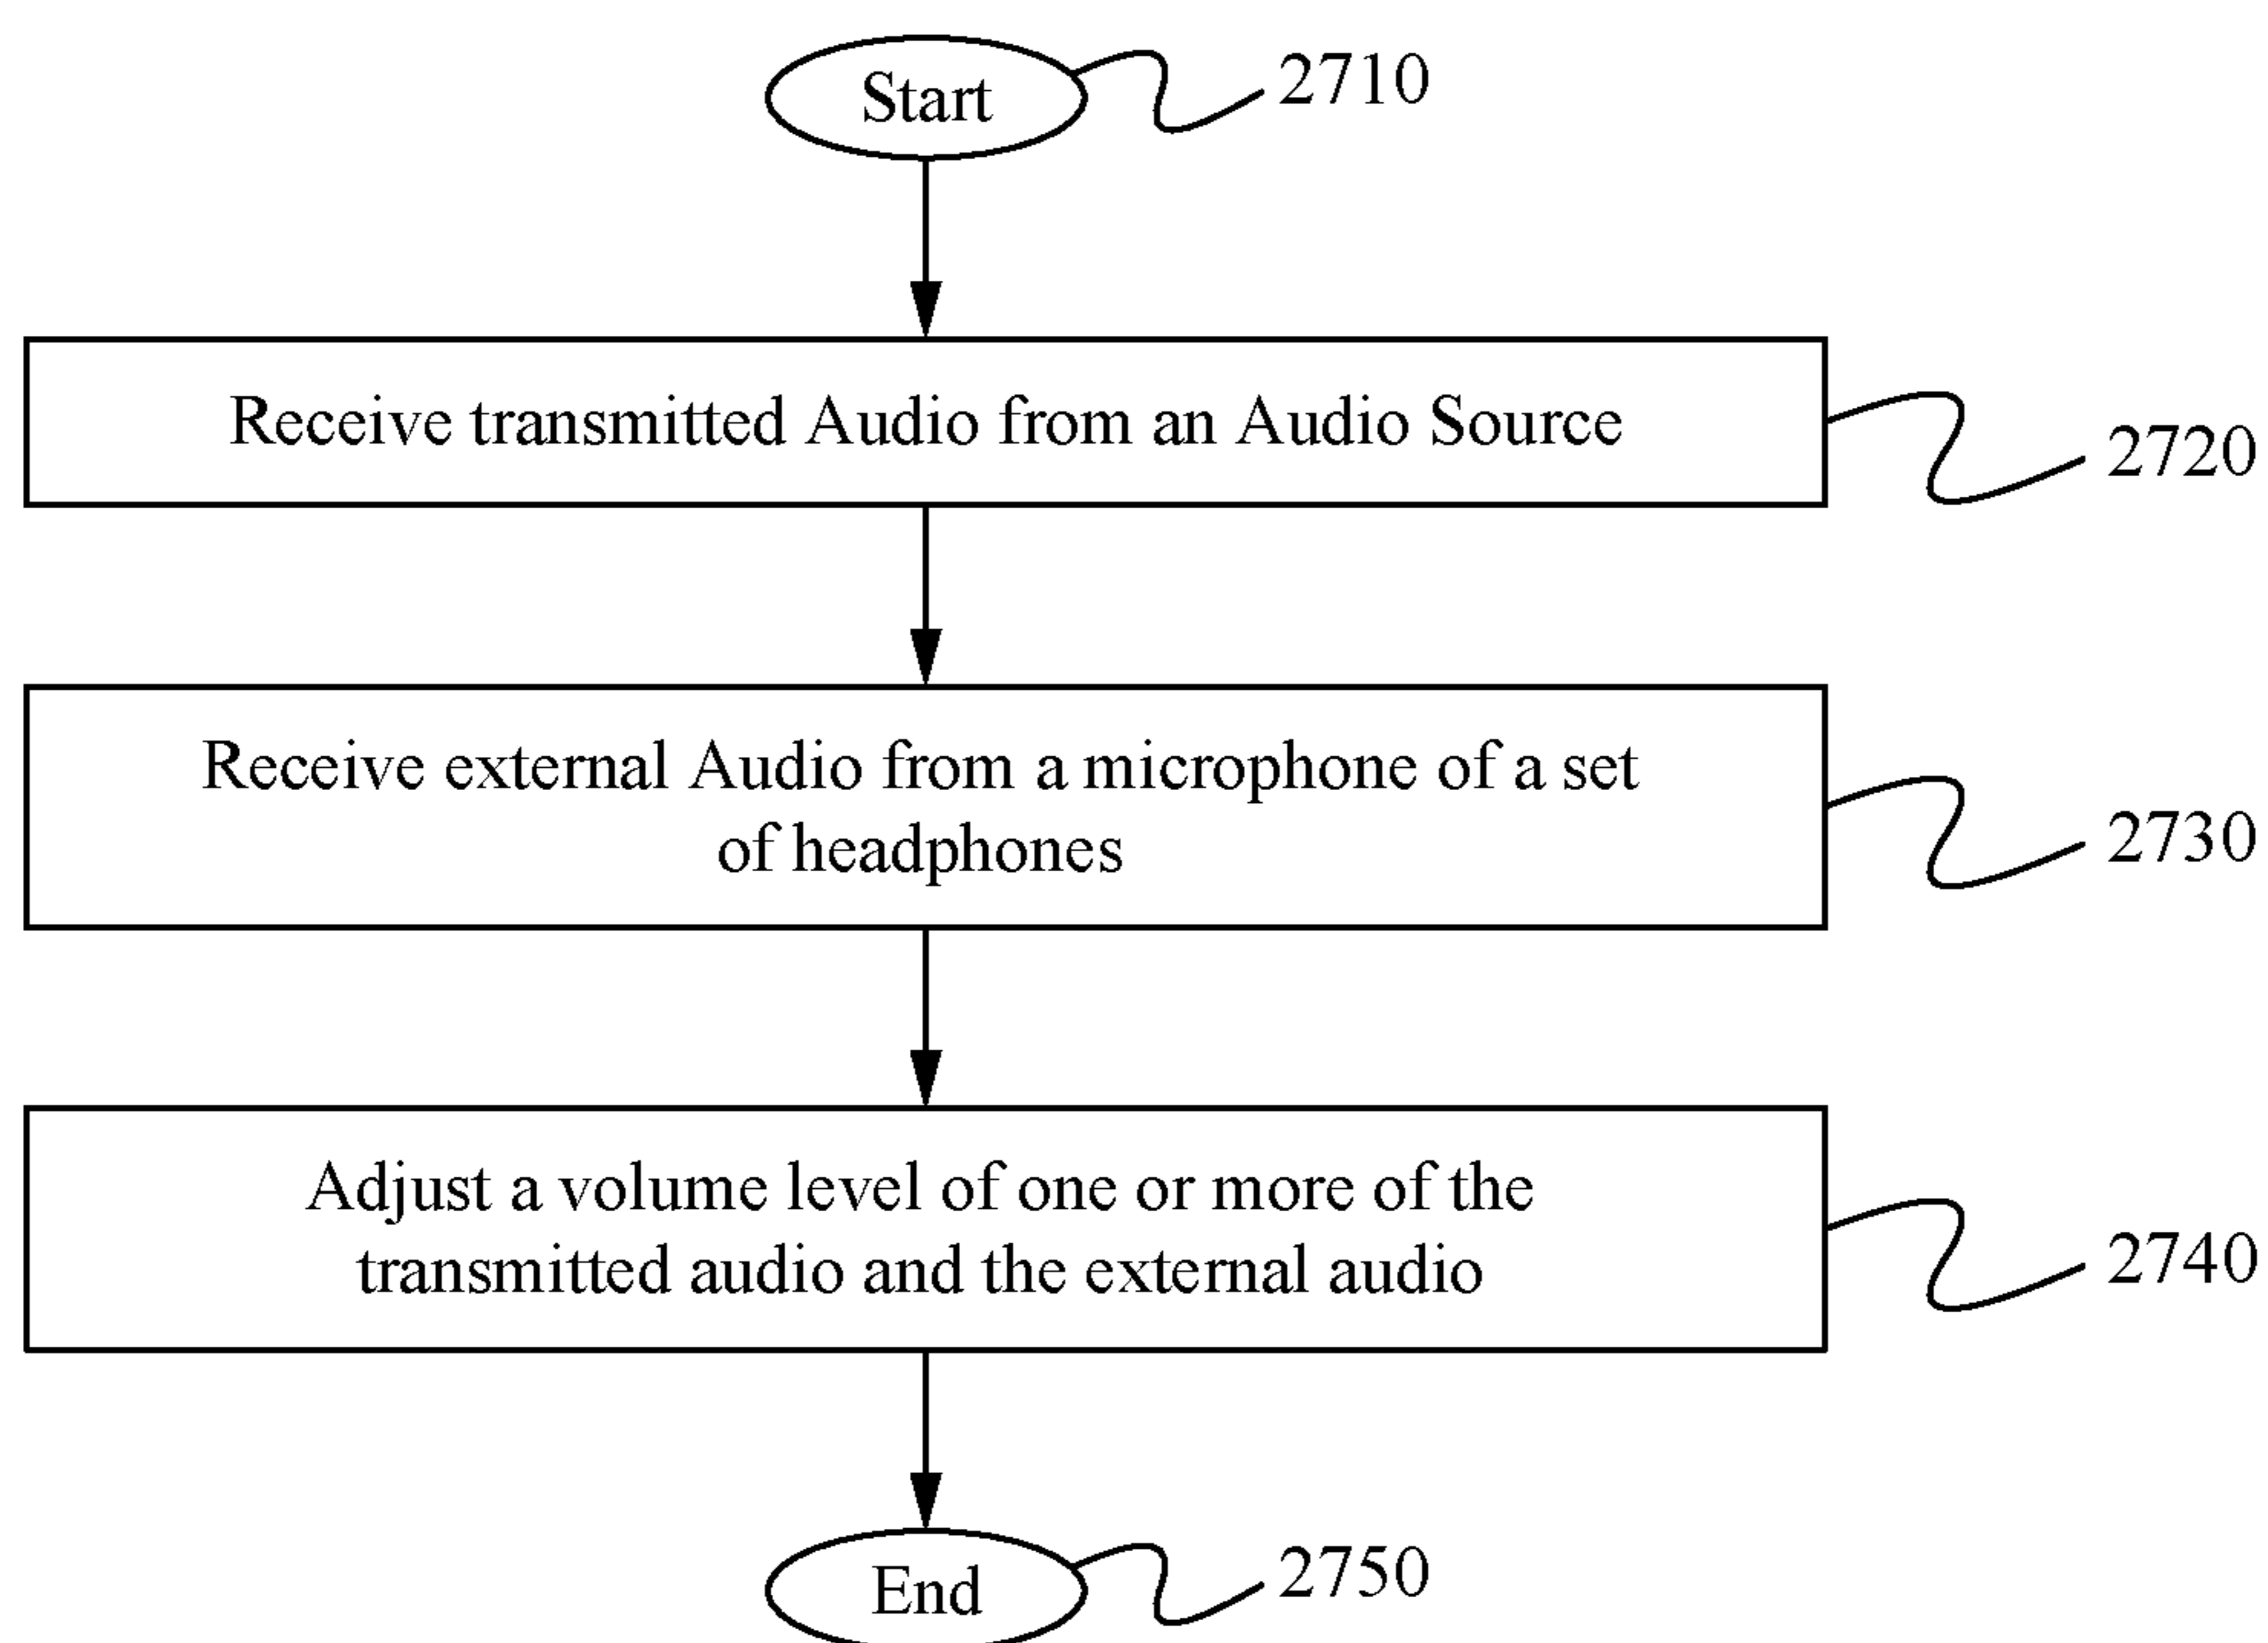 Start
2710
Receive transmitted Audio from an Audio Source
2720
Receive external Audio from a microphone of a set
of headphones
2730
Adjust a volume level of one or more of the
transmitted audio and the external audio
2740
End
2750